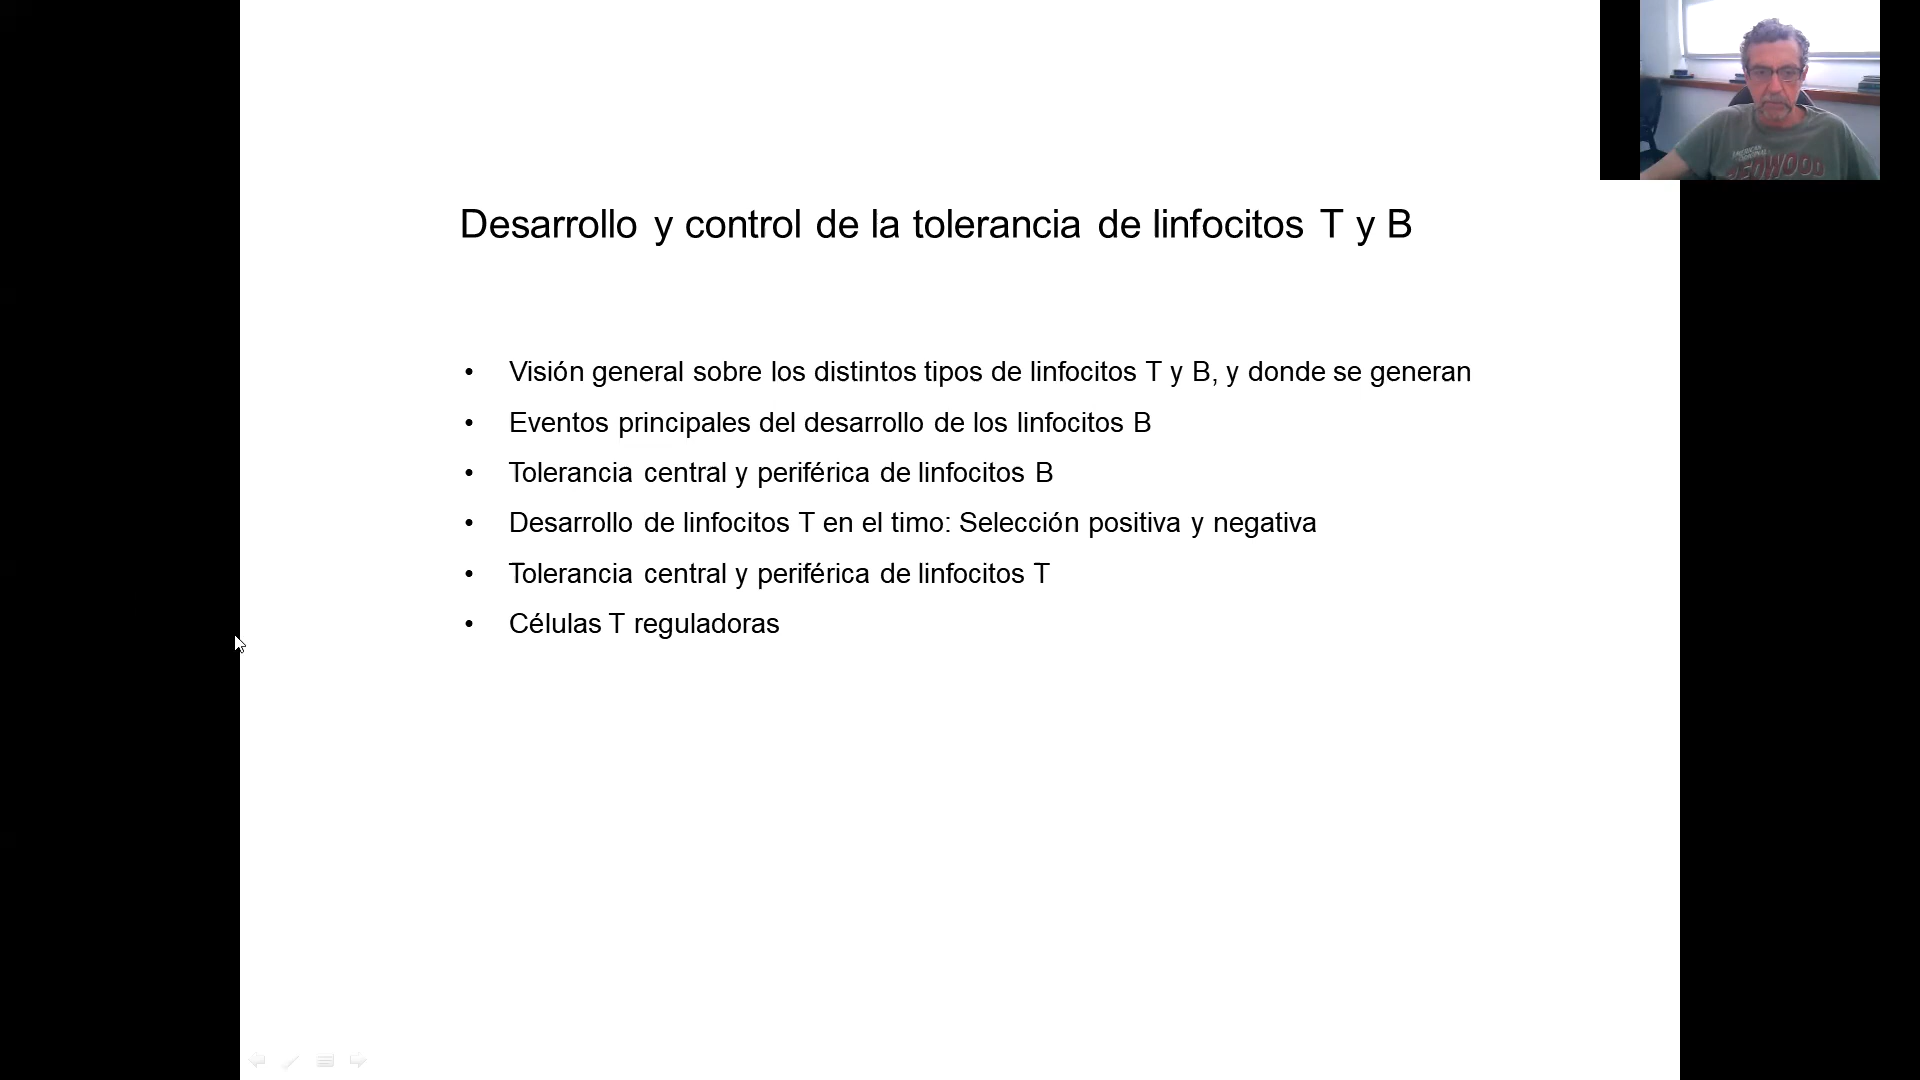 Desarrollo y control de la tolerancia de linfocitos T y B
• Visión general sobre los distintos tipos de linfocitos T y B, y donde se generan
• Eventos principales del desarrollo de los linfocitos B
• Tolerancia central y periférica de linfocitos B
• Desarrollo de linfocitos T en el timo: Selección positiva y negativa
• Tolerancia central y periférica de linfocitos T
• Células T reguladoras
AMERICAN
REDWOOD